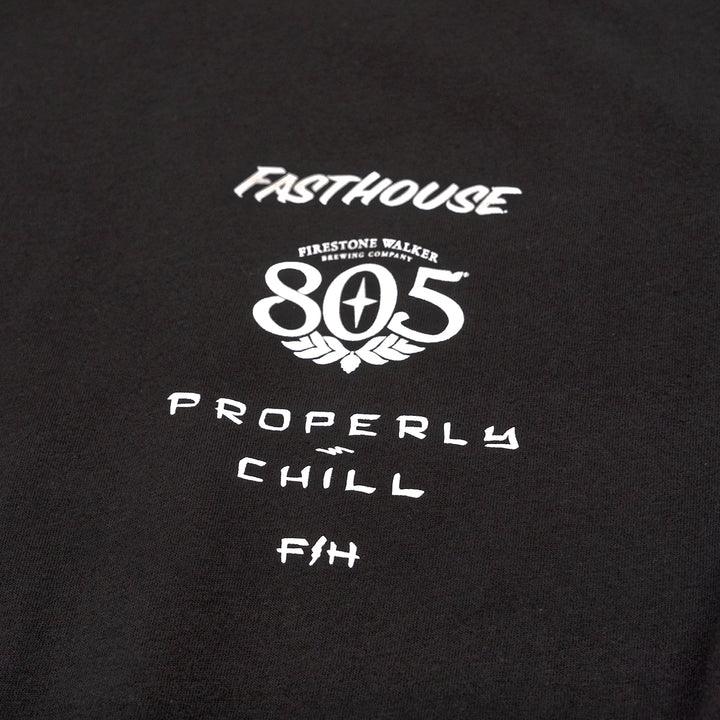 FASTHOUSE
FIRESTONE WALKER
BREWING COMPANY
805
PROPERLY
CHILL
F/H